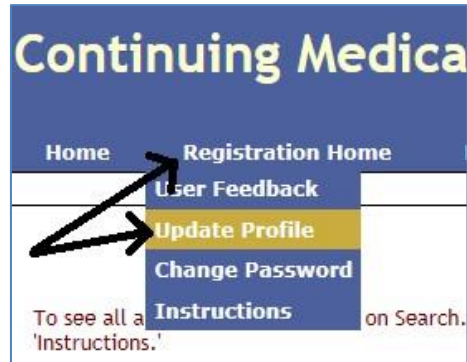 Continuing Medica
Home Registration Home
User Feedback
Update Profile
Change Password
Instructions
To see all a on Search.
'Instructions.'